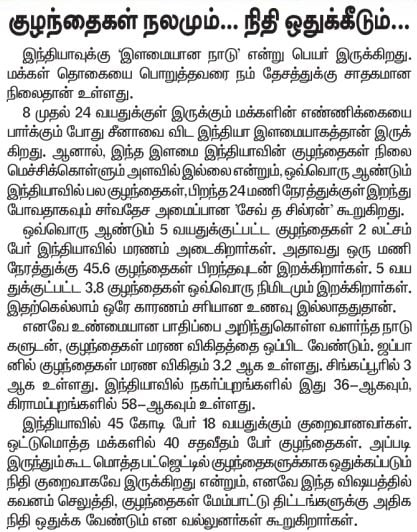 குழந்தைகள் நலமும்... நிதி ஒதுக்கீடும்...
இந்தியாவுக்கு ‘இளமையான நாடு’ என்று பெயர் இருக்கிறது.
மக்கள் தொகையை பொறுத்தவரை நம் தேசத்துக்கு சாதகமான
நிலைதான் உள்ளது.
8 முதல் 24 வயதுக்குள் இருக்கும் மக்களின் எண்ணிக்கையை
பார்க்கும் போது சீனாவை விட இந்தியா இளமையாகத்தான் இருக்
கிறது. ஆனால், இந்த இளமை இந்தியாவின் குழந்தைகள் நிலை
மெச்சிக்கொள்ளும் அளவில் இல்லை என்றும், ஒவ்வொரு ஆண்டும்
இந்தியாவில் பல குழந்தைகள், பிறந்த 24 மணி நேரத்துக்குள் இறந்து
போவதாகவும் சர்வதேச அமைப்பான ‘சேவ் த சில்ரன்’ கூறுகிறது.
ஒவ்வொரு ஆண்டும் 5 வயதுக்குட்பட்ட குழந்தைகள் 2 லட்சம்
பேர் இந்தியாவில் மரணம் அடைகிறார்கள். அதாவது ஒரு மணி
நேரத்துக்கு 45.6 குழந்தைகள் பிறந்தவுடன் இறக்கிறார்கள். 5 வய
துக்குட்பட்ட 3.8 குழந்தைகள் ஒவ்வொரு நிமிடமும் இறக்கிறார்கள்.
இதற்கெல்லாம் ஒரே காரணம் சரியான உணவு இல்லாததுதான்.
எனவே உண்மையான பாதிப்பை அறிந்துகொள்ள வளர்ந்த நாடு
களுடன், குழந்தைகள் மரண விகிதத்தை ஒப்பிட வேண்டும். ஜப்பா
னில் குழந்தைகள் மரண விகிதம் 3.2 ஆக உள்ளது. சிங்கப்பூரில் 3
ஆக உள்ளது. இந்தியாவில் நகர்ப்புறங்களில் இது 36–ஆகவும்,
கிராமப்புறங்களில் 58–ஆகவும் உள்ளது.
இந்தியாவில் 45 கோடி பேர் 18 வயதுக்கும் குறைவானவர்கள்.
ஒட்டுமொத்த மக்களில் 40 சதவீதம் பேர் குழந்தைகள். அப்படி
இருந்தும் கூட மொத்த பட்ஜெட்டில் குழந்தைகளுக்காக ஒதுக்கப்படும்
நிதி குறைவாகவே இருக்கிறது என்றும், எனவே இந்த விஷயத்தில்
கவனம் செலுத்தி, குழந்தைகள் மேம்பாட்டு திட்டங்களுக்கு அதிக
நிதி ஒதுக்க வேண்டும் என வல்லுனர்கள் கூறுகிறார்கள்.